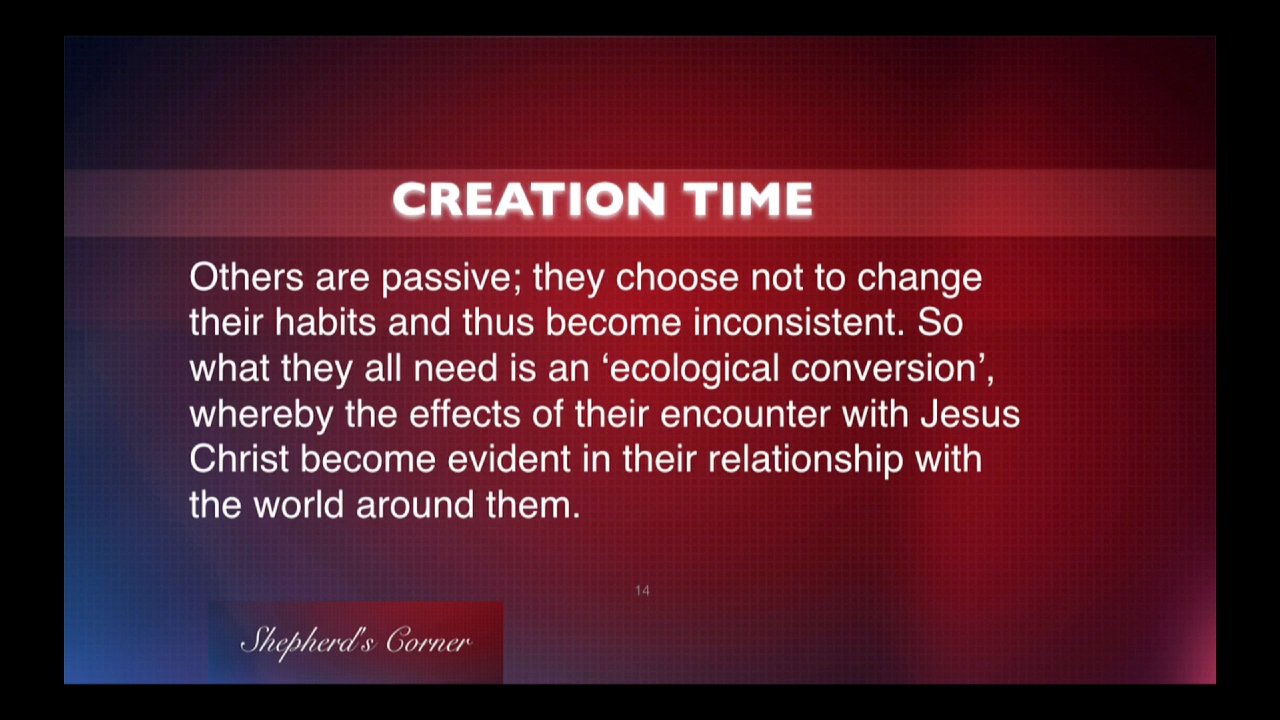 CREATION TIME
Others are passive; they choose not to change
their habits and thus become inconsistent. So
what they all need is an ‘ecological conversion’,
whereby the effects of their encounter with Jesus
Christ become evident in their relationship with
the world around them.
14
Shepherd's Corner